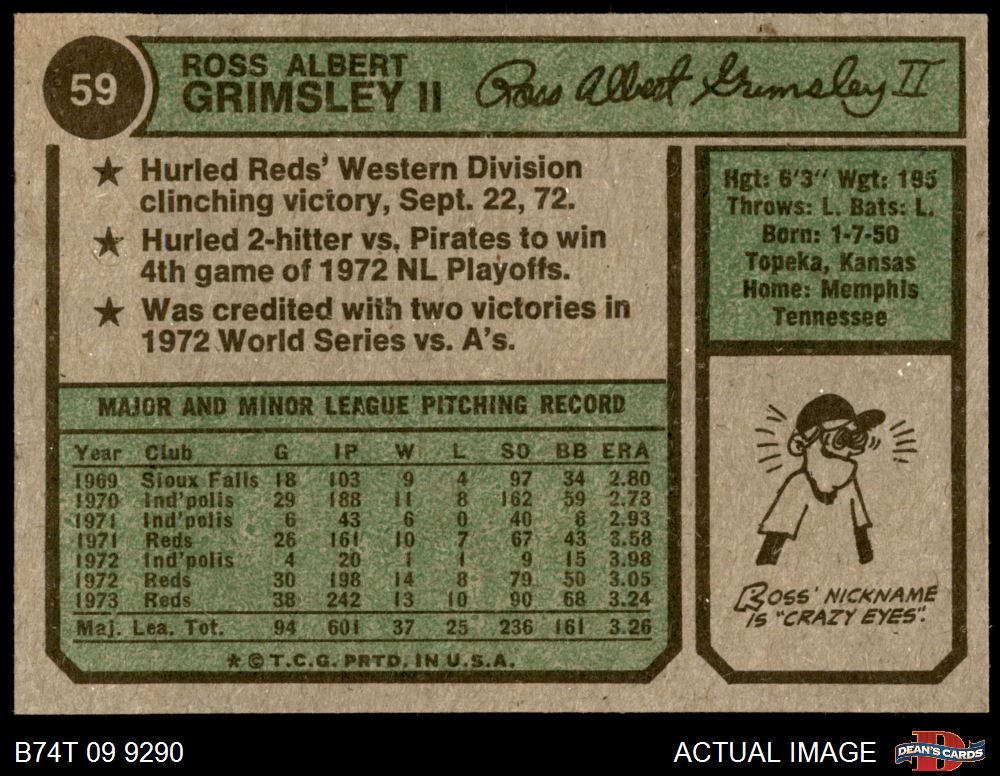 59
ROSS ALBERT
GRIMSLEY II
Ross Albert Grimsley II
★ Hurled Reds' Western Division
clinching victory, Sept. 22, 72.
★ Hurled 2-hitter vs. Pirates to win
4th game of 1972 NL Playoffs.
★ Was credited with two victories in
1972 World Series vs. A's.
Hgt: 6'3" Wgt: 195
Throws: L. Bats: L.
Born: 1-7-50
Topeka, Kansas
Home: Memphis
Tennessee
MAJOR AND MINOR LEAGUE PITCHING RECORD
Year Club G IP W L SO BB ERA
1969 Sioux Falls 18 103 9 4 97 34 2.80
1970 Ind'polis 29 188 11 8 162 59 2.73
1971 Ind'polis 6 43 6 0 40 8 2.93
1971 Reds 26 161 10 7 67 43 3.58
1972 Ind'polis 4 20 1 1 9 15 3.98
1972 Reds 30 198 14 8 79 50 3.05
1973 Reds 38 242 13 10 90 68 3.24
Maj. Lea. Tot. 94 601 37 25 236 161 3.26
★ © T.C.G. PRTD. IN U.S.A.
ROSS' NICKNAME
IS "CRAZY EYES".
B74T 09 9290
ACTUAL IMAGE
DEAN'S CARDS